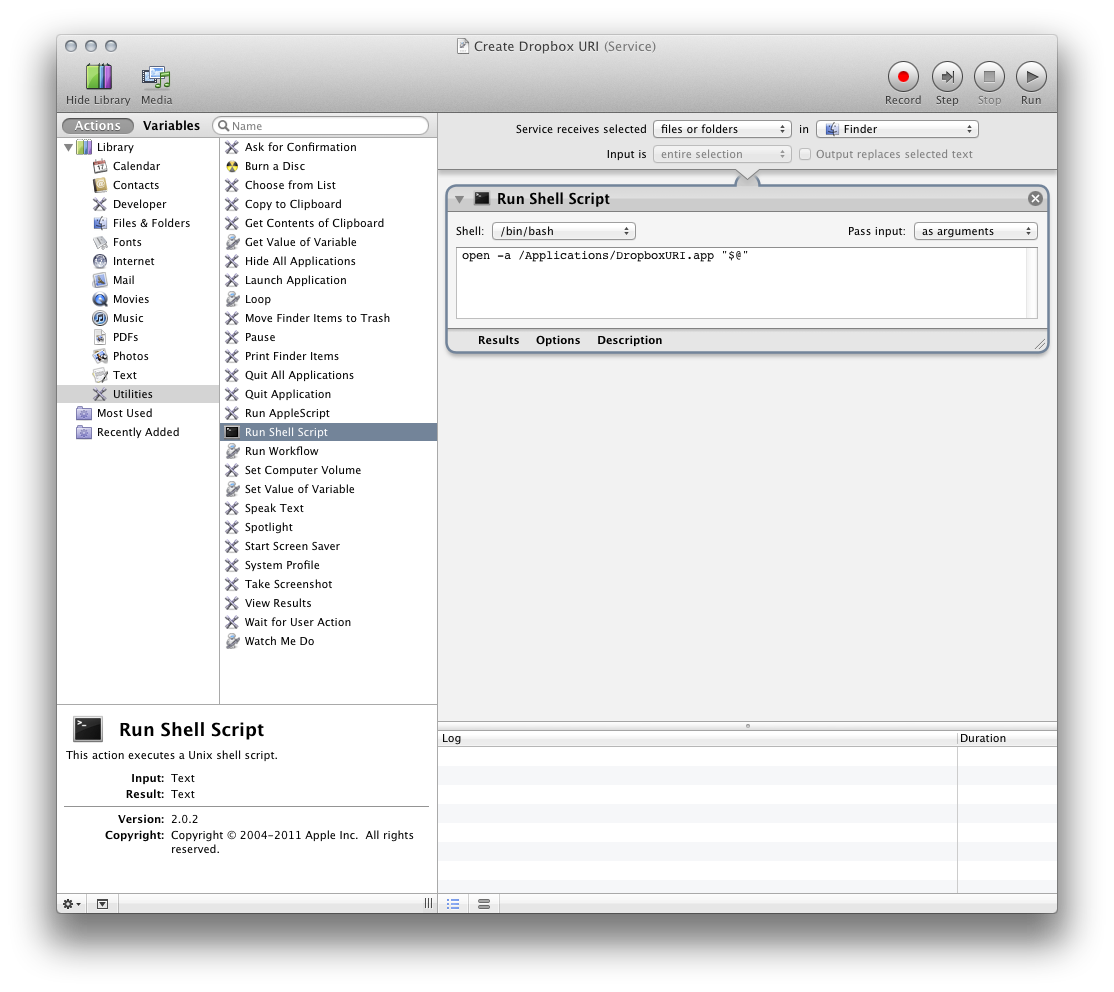 Create Dropbox URI (Service)
Hide Library
Media
Record
Step
Stop
Run
Actions
Variables
Name
Library
Calendar
Contacts
Developer
Files & Folders
Fonts
Internet
Mail
Movies
Music
PDFs
Photos
Text
Utilities
Most Used
Recently Added
Ask for Confirmation
Burn a Disc
Choose from List
Copy to Clipboard
Get Contents of Clipboard
Get Value of Variable
Hide All Applications
Launch Application
Loop
Move Finder Items to Trash
Pause
Print Finder Items
Quit All Applications
Quit Application
Run AppleScript
Run Shell Script
Run Workflow
Set Computer Volume
Set Value of Variable
Speak Text
Spotlight
Start Screen Saver
System Profile
Take Screenshot
View Results
Wait for User Action
Watch Me Do
Service receives selected files or folders in Finder
Input is entire selection Output replaces selected text
Run Shell Script
Shell: /bin/bash Pass input: as arguments
open -a /Applications/DropboxURI.app "$@"
Results Options Description
Run Shell Script
This action executes a Unix shell script.
Input: Text
Result: Text
Version: 2.0.2
Copyright: Copyright © 2004-2011 Apple Inc. All rights
reserved.
Log Duration